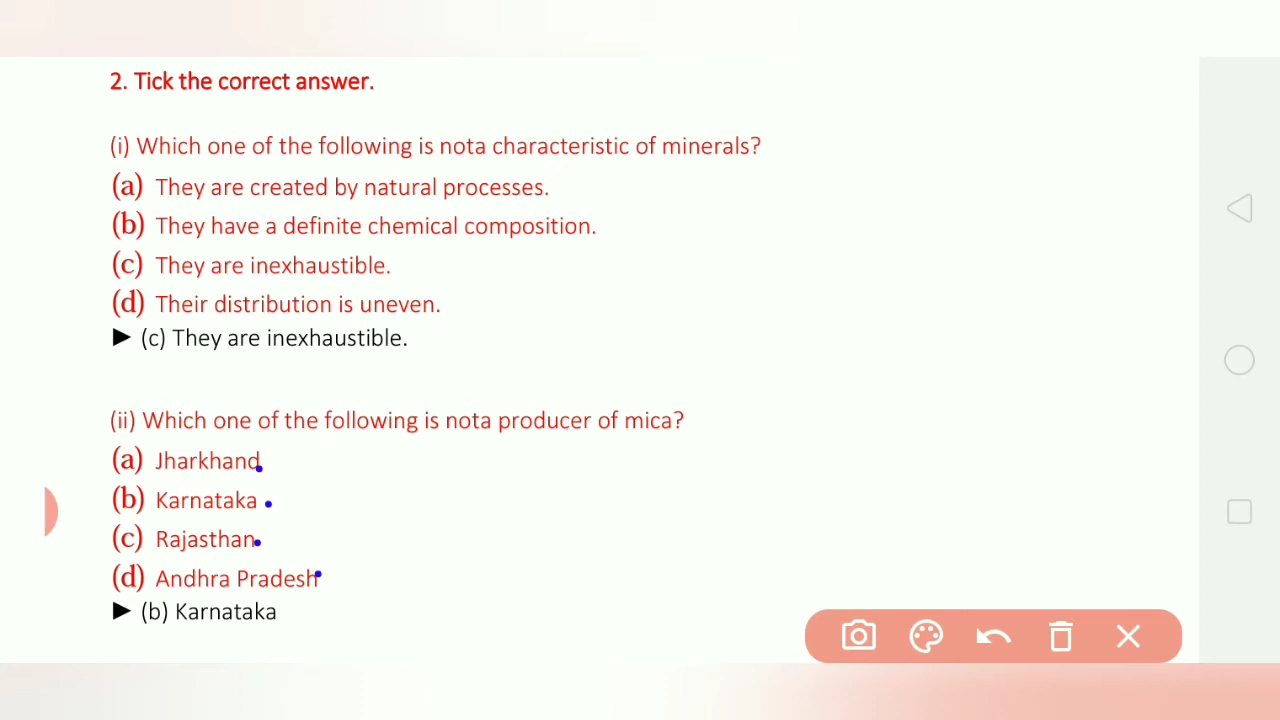 2. Tick the correct answer.
(i) Which one of the following is nota characteristic of minerals?
(a) They are created by natural processes.
(b) They have a definite chemical composition.
(c) They are inexhaustible.
(d) Their distribution is uneven.
► (c) They are inexhaustible.
(ii) Which one of the following is nota producer of mica?
(a) Jharkhand
(b) Karnataka
(c) Rajasthan
(d) Andhra Pradesh
► (b) Karnataka